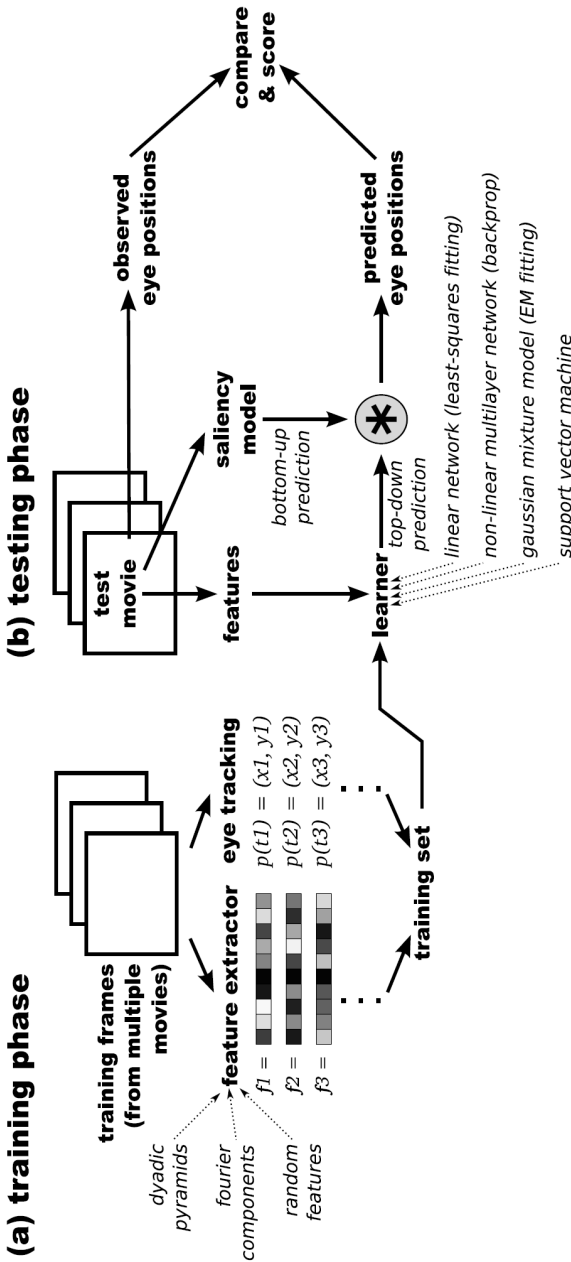 (a) training phase
training frames
(from multiple
movies)
dyadic
pyramids
fourier
components
random
features
feature extractor
eye tracking
f1 =
p(t1) = (x1, y1)
f2 =
p(t2) = (x2, y2)
f3 =
p(t3) = (x3, y3)
training set
(b) testing phase
test
movie
features
saliency
model
observed
eye positions
bottom-up
prediction
learner
top-down
prediction
*
predicted
eye positions
compare
& score
linear network (least-squares fitting)
non-linear multilayer network (backprop)
gaussian mixture model (EM fitting)
support vector machine